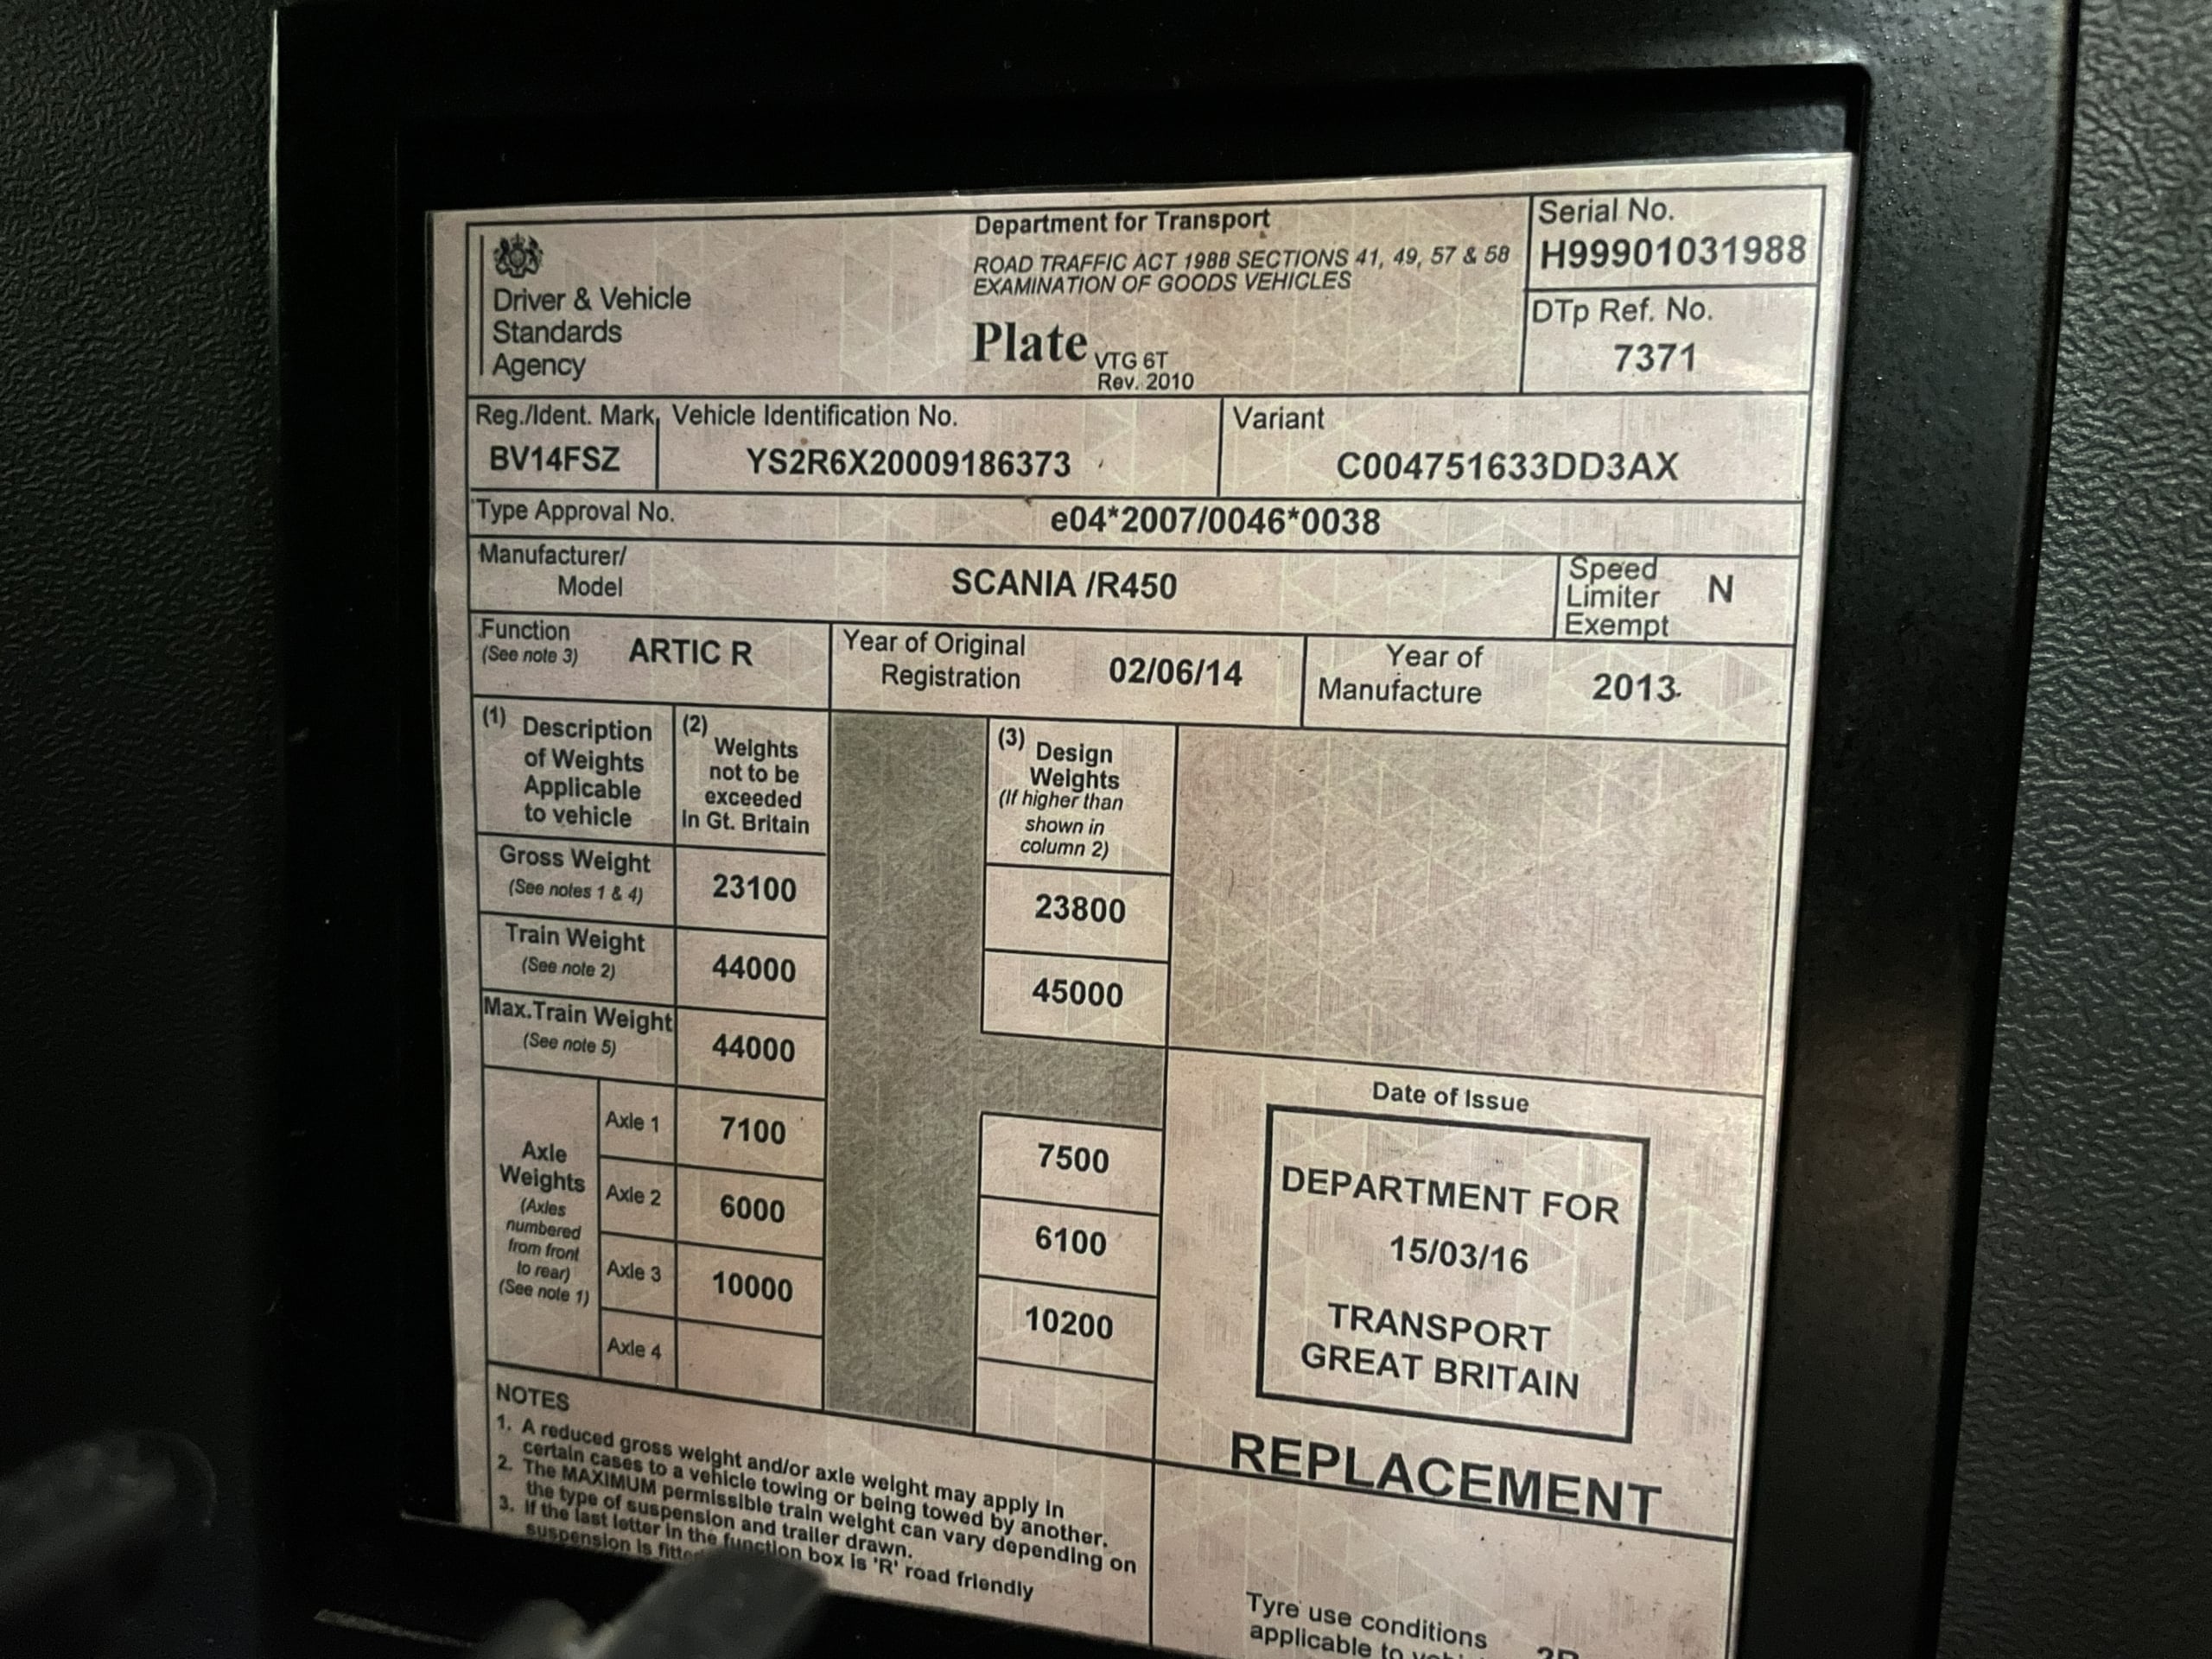 Driver & Vehicle
Standards
Agency
Department for Transport
ROAD TRAFFIC ACT 1988 SECTIONS 41, 49, 57 & 58
EXAMINATION OF GOODS VEHICLES
Plate VTG 6T
Rev. 2010
Serial No.
H99901031988
DTp Ref. No.
7371
Reg./Ident. Mark
BV14FSZ
Vehicle Identification No.
YS2R6X20009186373
Variant
C004751633DD3AX
Type Approval No.
e04*2007/0046*0038
Manufacturer/
Model
SCANIA /R450
Speed
Limiter
Exempt
N
Function
(See note 3)
ARTIC R
Year of Original
Registration
02/06/14
Year of
Manufacture
2013
(1) Description
of Weights
Applicable
to vehicle
(2)
Weights
not to be
exceeded
In Gt. Britain
(3) Design
Weights
(If higher than
shown in
column 2)
Gross Weight
(See notes 1 & 4)
23100
23800
Train Weight
(See note 2)
44000
45000
Max.Train Weight
(See note 5)
44000
Axle
Weights
(Axles
numbered
from front
to rear)
(See note 1)
Axle 1
7100
7500
Axle 2
6000
6100
Axle 3
10000
10200
Axle 4
Date of Issue
DEPARTMENT FOR
15/03/16
TRANSPORT
GREAT BRITAIN
REPLACEMENT
NOTES
1. A reduced gross weight and/or axle weight may apply in
certain cases to a vehicle towing or being towed by another.
2. The MAXIMUM permissible train weight can vary depending on
the type of suspension and trailer drawn.
3. If the last letter in the function box is 'R' road friendly
suspension is
Tyre use conditions
applicable to